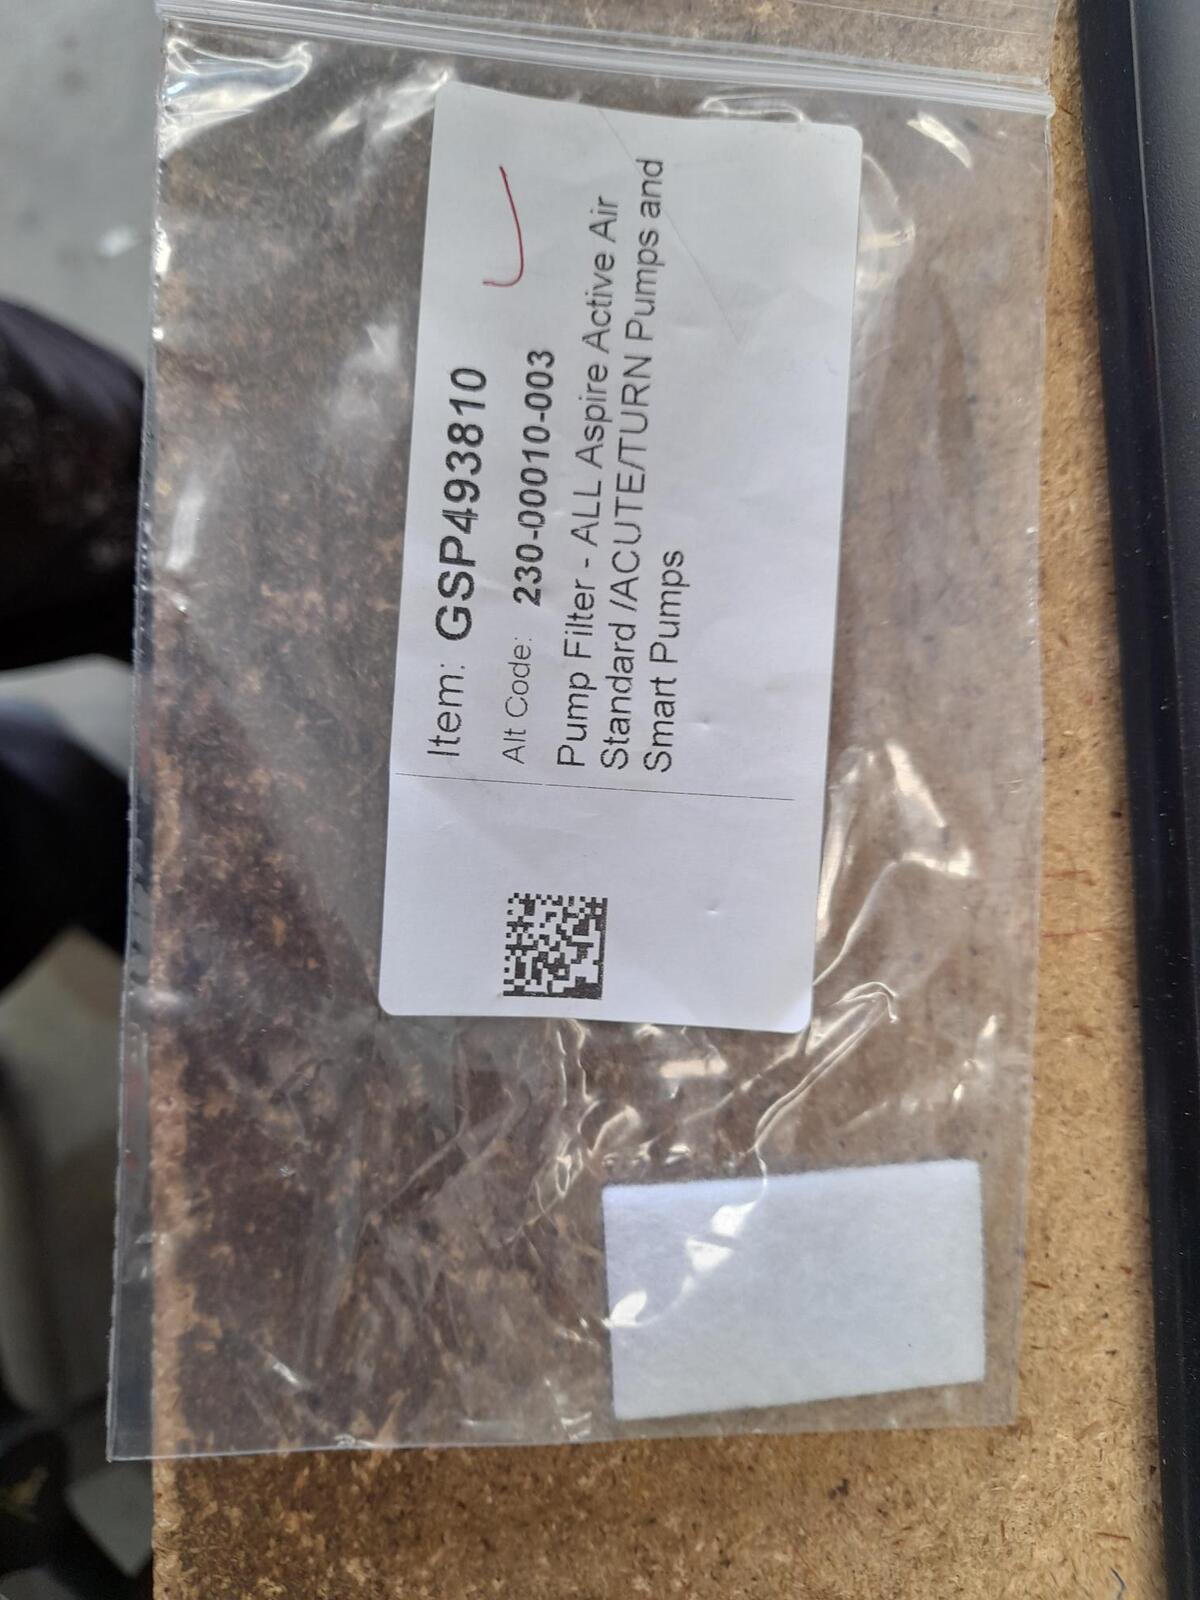 Item: GSP493810
Alt Code: 230-00010-003
Pump Filter - ALL Aspire Active Air
Standard /ACUTE/TURN Pumps and
Smart Pumps